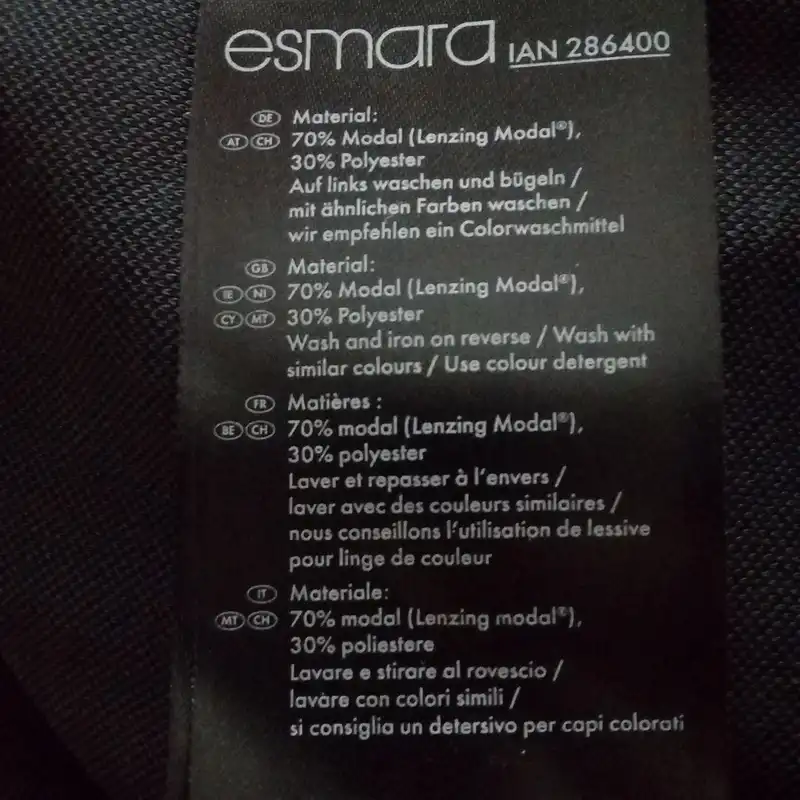 esmara IAN 286400
DE Material:
AT CH 70% Modal (Lenzing Modal®),
30% Polyester
Auf links waschen und bügeln /
mit ähnlichen Farben waschen /
wir empfehlen ein Colorwaschmittel
GB Material:
IE NI 70% Modal (Lenzing Modal®),
CY MT 30% Polyester
Wash and iron on reverse / Wash with
similar colours / Use colour detergent
FR Matières :
BE CH 70% modal (Lenzing Modal®),
30% polyester
Laver et repasser à l'envers /
laver avec des couleurs similaires /
nous conseillons l'utilisation de lessive
pour linge de couleur
IT Materiale:
MT CH 70% modal (Lenzing modal®),
30% poliestere
Lavare e stirare al rovescio /
lavare con colori simili /
si consiglia un detersivo per capi colorati